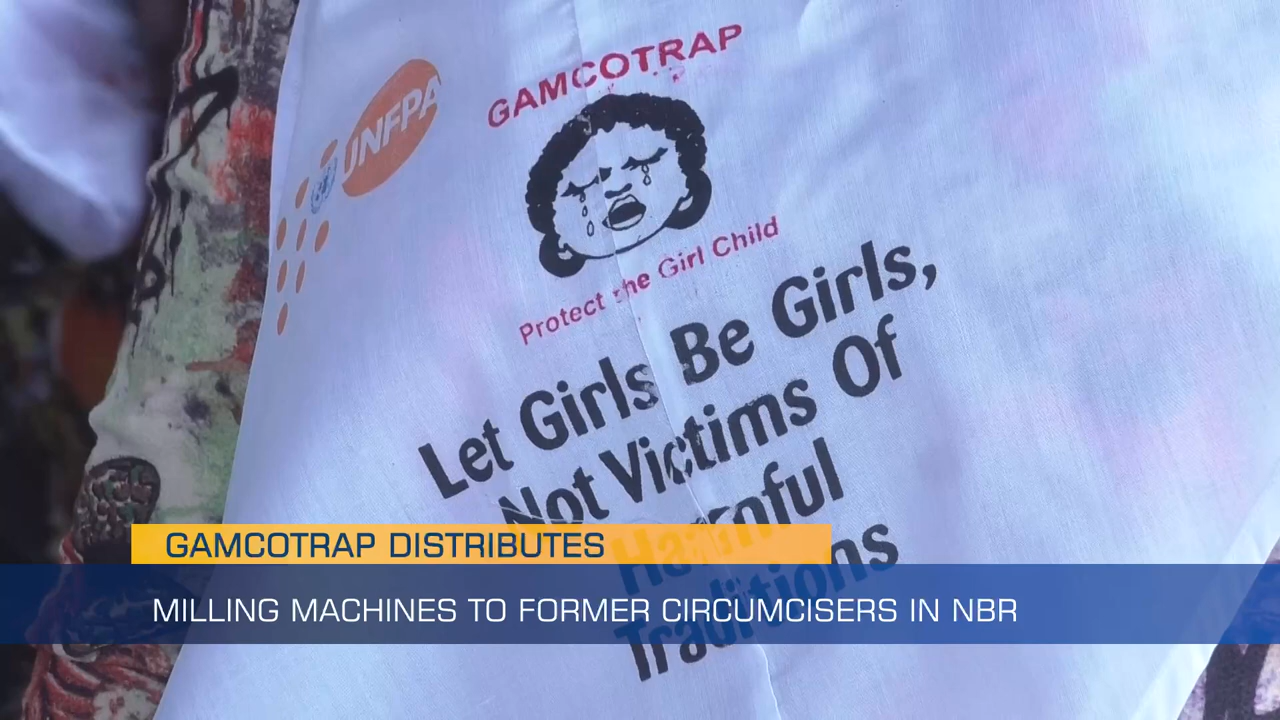 UNFPA
GAMCOTRAP
Protect the Girl Child
Let Girls Be Girls,
Not Victims Of
Harmful
Traditions
GAMCOTRAP DISTRIBUTES
MILLING MACHINES TO FORMER CIRCUMCISERS IN NBR